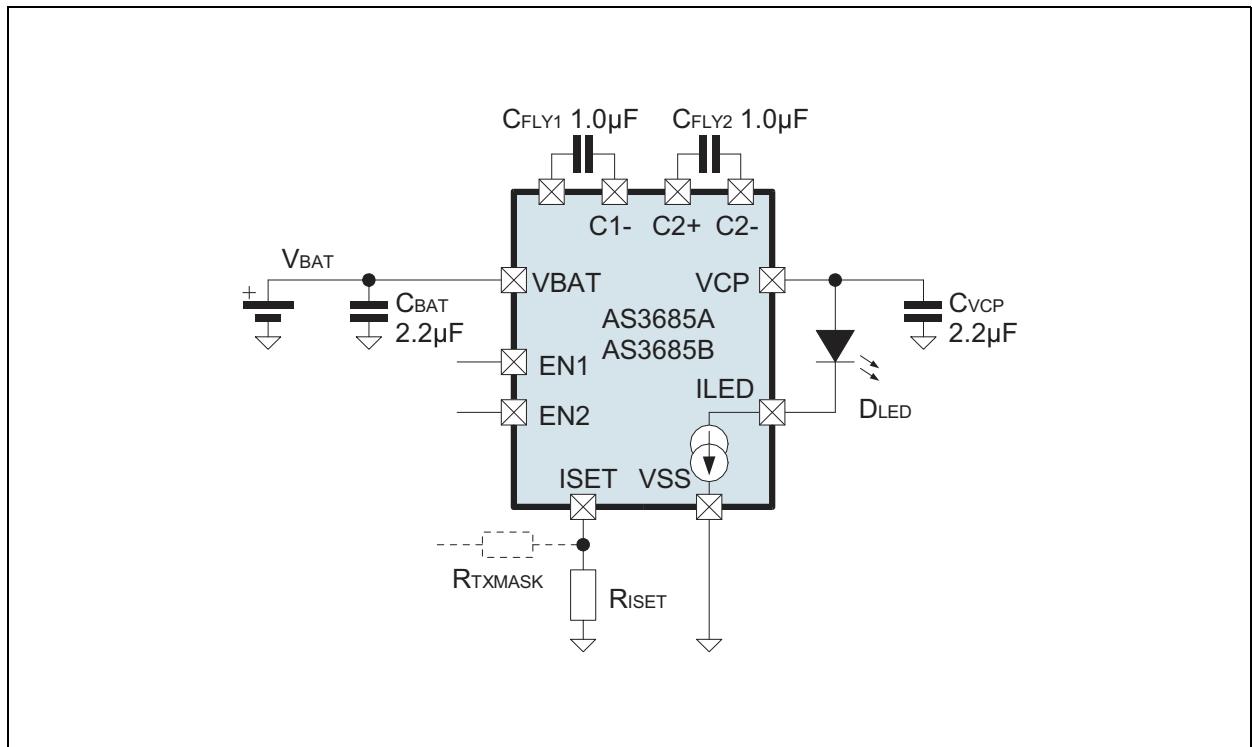 CFLY1 1.0µF CFLY2 1.0µF
C1- C2+ C2-
VBAT
VBAT VCP
+
CBAT
2.2µF
AS3685A
AS3685B
CVCP
2.2µF
EN1
ILED
EN2
DLED
ISET VSS
RTXMASK
RISET